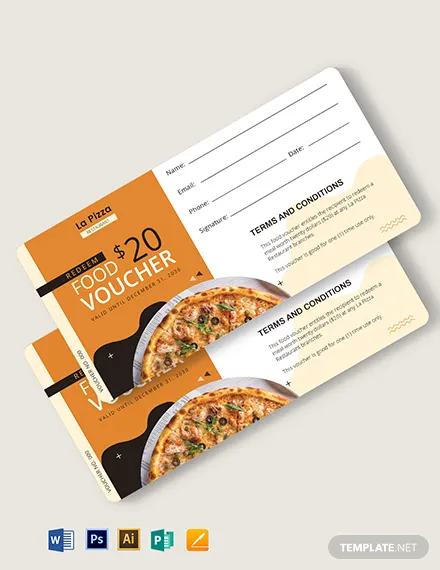 La Pizza
RESTAURANT
REDEEM
FOOD $20
VOUCHER
VALID UNTIL DECEMBER 31, 2030
VOUCHER NO. 000
Name:
Email:
Date:
Phone:
Signature:
TERMS AND CONDITIONS
This food voucher entitles the recipient to redeem a
meal worth twenty dollars ($20) at any La Pizza
Restaurant branches.
This voucher is good for one (1) time use only.
REDEEM
F
V
VALID UNTIL DECEMBER 31, 2030
VOUCHER NO. 000
TERMS AND CONDITIONS
This food voucher entitles the recipient to redeem a
meal worth twenty dollars ($20) at any La Pizza
Restaurant branches.
This voucher is good for one (1) time use only.
W Ps Ai P
TEMPLATE.NET